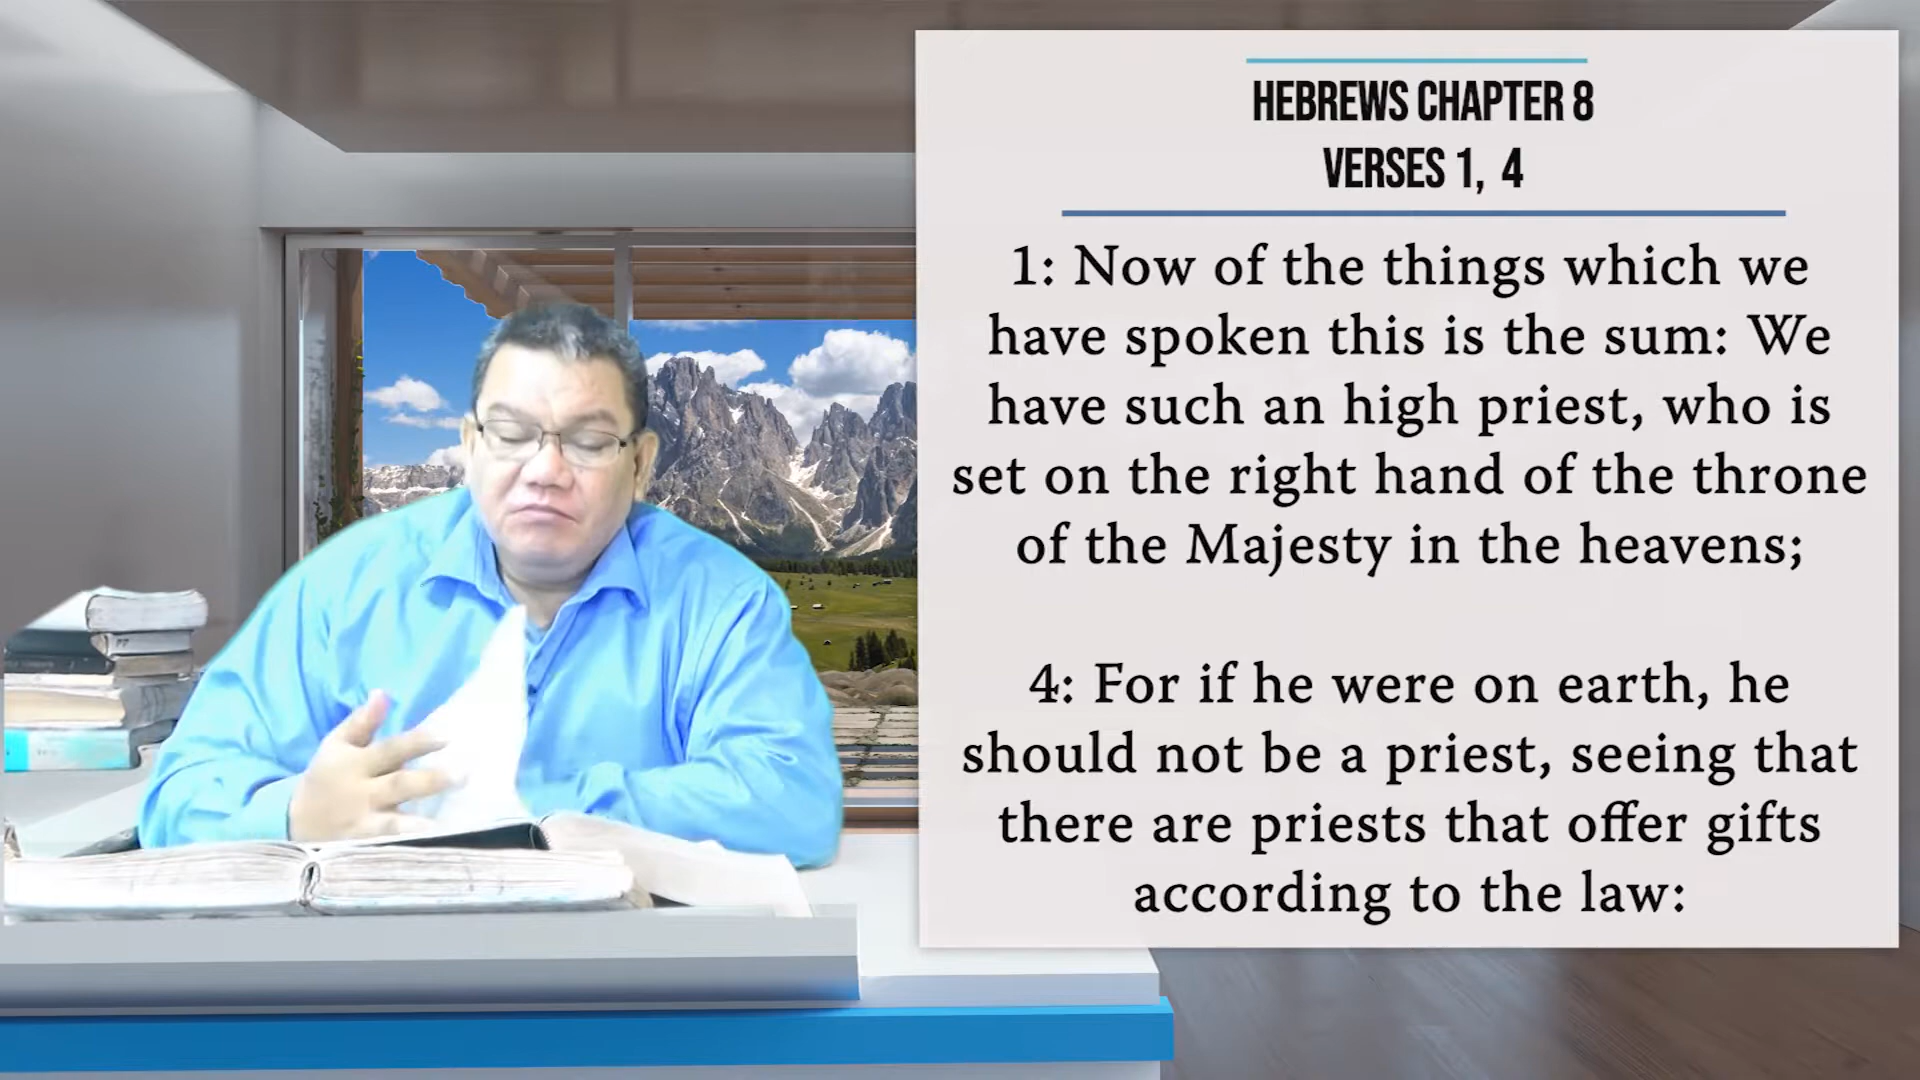 HEBREWS CHAPTER 8
VERSES 1, 4
1: Now of the things which we
have spoken this is the sum: We
have such an high priest, who is
set on the right hand of the throne
of the Majesty in the heavens;
4: For if he were on earth, he
should not be a priest, seeing that
there are priests that offer gifts
according to the law: